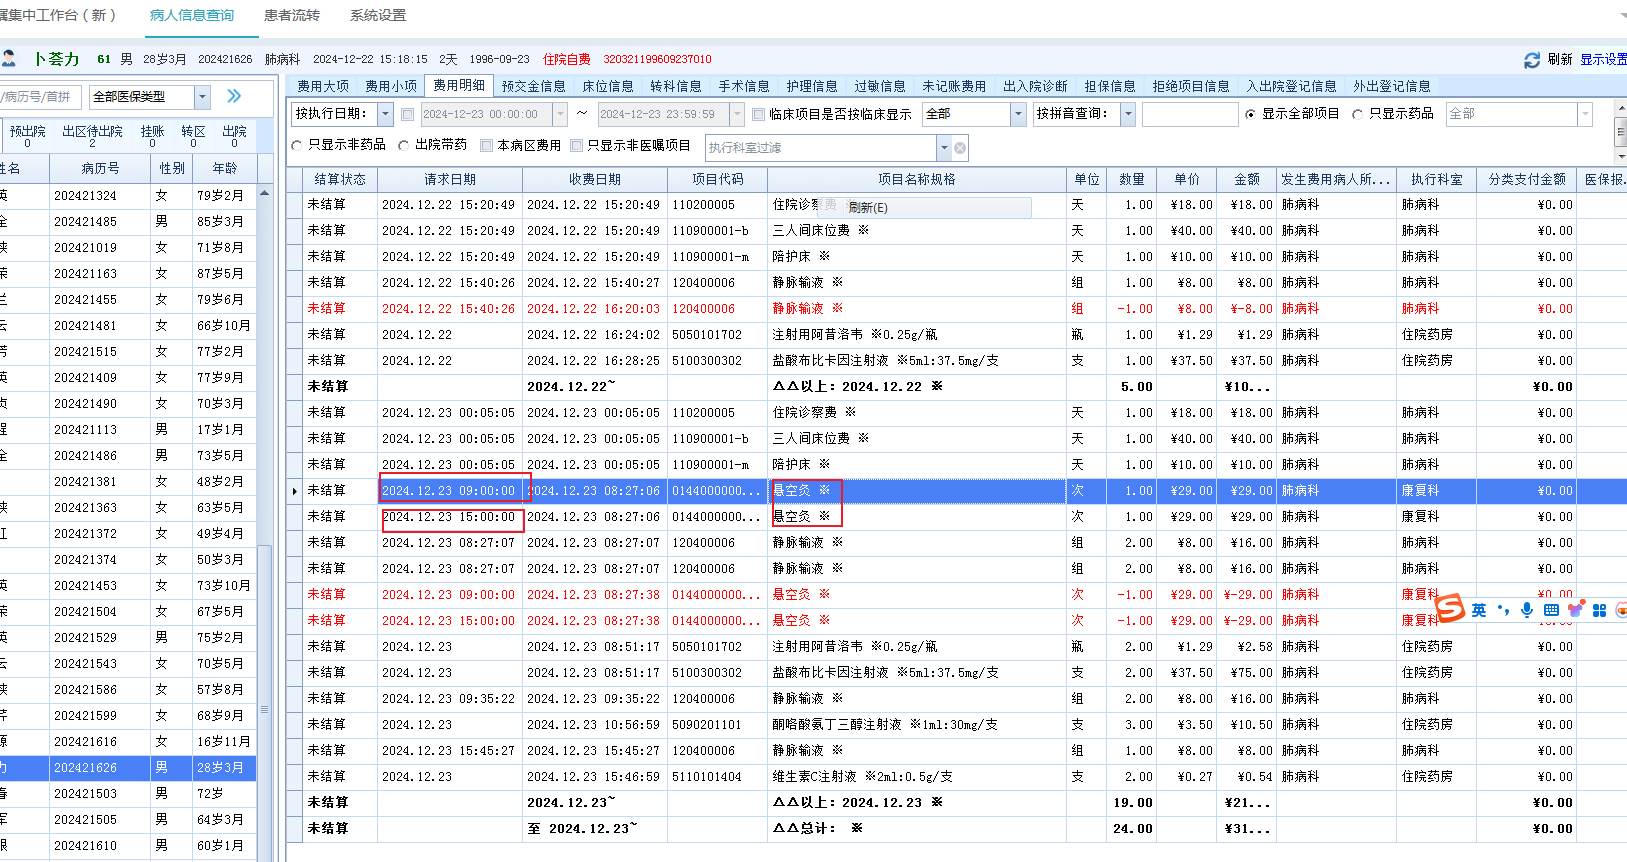 属集中工作台（新） 病人信息查询 患者流转 系统设置
卜荟力 61 男 28岁3月 202421626 肺病科 2024-12-22 15:18:15 2天 1996-09-23 住院自费 320321199609237010 刷新 显示设置
费用大项 费用小项 费用明细 预交金信息 床位信息 转科信息 手术信息 护理信息 过敏信息 未记账费用 出入院诊断 担保信息 拒绝项目信息 入出院登记信息 外出登记信息
/病历号/首拼 全部医保类型
按执行日期: 2024-12-23 00:00:00 ~ 2024-12-23 23:59:59 临床项目是否按临床显示 全部 按拼音查询: 显示全部项目 只显示药品 全部
只显示非药品 出院带药 本病区费用 只显示非医嘱项目 执行科室过滤
预出院 出区待出院 挂账 转区 出院
0 2 0 0 0
姓名 病历号 性别 年龄
英 202421324 女 79岁2月
全 202421485 男 85岁3月
202421019 女 71岁8月
荣 202421163 女 87岁5月
兰 202421455 女 79岁6月
云 202421481 女 66岁10月
芳 202421515 女 77岁2月
英 202421409 女 77岁9月
贞 202421490 女 70岁3月
程 202421113 男 17岁1月
全 202421486 男 73岁5月
202421381 女 48岁2月
202421363 女 63岁5月
红 202421372 女 49岁4月
202421374 女 50岁3月
英 202421453 女 73岁10月
荣 202421504 女 67岁5月
英 202421529 男 75岁2月
云 202421543 女 70岁5月
202421586 女 57岁8月
芹 202421599 女 68岁9月
源 202421616 女 16岁11月
力 202421626 男 28岁3月
春 202421503 男 72岁
军 202421505 男 64岁3月
银 202421610 男 60岁1月
结算状态 请求日期 收费日期 项目代码 项目名称规格 单位 数量 单价 金额 发生费用病人所... 执行科室 分类支付金额 医保报.
未结算 2024.12.22 15:20:49 2024.12.22 15:20:49 110200005 住院诊察费 ※ 天 1.00 ¥18.00 ¥18.00 肺病科 肺病科 ¥0.00
刷新(E)
未结算 2024.12.22 15:20:49 2024.12.22 15:20:49 110900001-b 三人间床位费 ※ 天 1.00 ¥40.00 ¥40.00 肺病科 肺病科 ¥0.00
未结算 2024.12.22 15:20:49 2024.12.22 15:20:49 110900001-m 陪护床 ※ 天 1.00 ¥10.00 ¥10.00 肺病科 肺病科 ¥0.00
未结算 2024.12.22 15:40:26 2024.12.22 15:40:27 120400006 静脉输液 ※ 组 1.00 ¥8.00 ¥8.00 肺病科 肺病科 ¥0.00
未结算 2024.12.22 15:40:26 2024.12.22 16:20:03 120400006 静脉输液 ※ 组 -1.00 ¥8.00 ¥-8.00 肺病科 肺病科 ¥0.00
未结算 2024.12.22 2024.12.22 16:24:02 5050101702 注射用阿昔洛韦 ※0.25g/瓶 瓶 1.00 ¥1.29 ¥1.29 肺病科 住院药房 ¥0.00
未结算 2024.12.22 2024.12.22 16:28:25 5100300302 盐酸布比卡因注射液 ※5ml:37.5mg/支 支 1.00 ¥37.50 ¥37.50 肺病科 住院药房 ¥0.00
未结算 2024.12.22~ △△以上: 2024.12.22 ※ 5.00 ¥10... ¥0.00
未结算 2024.12.23 00:05:05 2024.12.23 00:05:05 110200005 住院诊察费 ※ 天 1.00 ¥18.00 ¥18.00 肺病科 肺病科 ¥0.00
未结算 2024.12.23 00:05:05 2024.12.23 00:05:05 110900001-b 三人间床位费 ※ 天 1.00 ¥40.00 ¥40.00 肺病科 肺病科 ¥0.00
未结算 2024.12.23 00:05:05 2024.12.23 00:05:05 110900001-m 陪护床 ※ 天 1.00 ¥10.00 ¥10.00 肺病科 肺病科 ¥0.00
未结算 2024.12.23 09:00:00 2024.12.23 08:27:06 0144000000... 悬空灸 ※ 次 1.00 ¥29.00 ¥29.00 肺病科 康复科 ¥0.00
未结算 2024.12.23 15:00:00 2024.12.23 08:27:06 0144000000... 悬空灸 ※ 次 1.00 ¥29.00 ¥29.00 肺病科 康复科 ¥0.00
未结算 2024.12.23 08:27:07 2024.12.23 08:27:07 120400006 静脉输液 ※ 组 2.00 ¥8.00 ¥16.00 肺病科 肺病科 ¥0.00
未结算 2024.12.23 08:27:07 2024.12.23 08:27:07 120400006 静脉输液 ※ 组 2.00 ¥8.00 ¥16.00 肺病科 肺病科 ¥0.00
未结算 2024.12.23 09:00:00 2024.12.23 08:27:38 0144000000... 悬空灸 ※ 次 -1.00 ¥29.00 ¥-29.00 肺病科 康复科 ¥0.00
英
未结算 2024.12.23 15:00:00 2024.12.23 08:27:38 0144000000... 悬空灸 ※ 次 -1.00 ¥29.00 ¥-29.00 肺病科 康复科
未结算 2024.12.23 2024.12.23 08:51:17 5050101702 注射用阿昔洛韦 ※0.25g/瓶 瓶 2.00 ¥1.29 ¥2.58 肺病科 住院药房 ¥0.00
未结算 2024.12.23 2024.12.23 08:51:17 5100300302 盐酸布比卡因注射液 ※5ml:37.5mg/支 支 2.00 ¥37.50 ¥75.00 肺病科 住院药房 ¥0.00
未结算 2024.12.23 09:35:22 2024.12.23 09:35:22 120400006 静脉输液 ※ 组 2.00 ¥8.00 ¥16.00 肺病科 肺病科 ¥0.00
未结算 2024.12.23 2024.12.23 10:56:59 5090201101 酮咯酸氨丁三醇注射液 ※1ml:30mg/支 支 3.00 ¥3.50 ¥10.50 肺病科 住院药房 ¥0.00
未结算 2024.12.23 15:45:27 2024.12.23 15:45:27 120400006 静脉输液 ※ 组 1.00 ¥8.00 ¥8.00 肺病科 肺病科 ¥0.00
未结算 2024.12.23 2024.12.23 15:46:59 5110101404 维生素C注射液 ※2ml:0.5g/支 支 2.00 ¥0.27 ¥0.54 肺病科 住院药房 ¥0.00
未结算 2024.12.23~ △△以上: 2024.12.23 ※ 19.00 ¥21... ¥0.00
未结算 至 2024.12.23~ △△总计: ※ 24.00 ¥31... ¥0.00